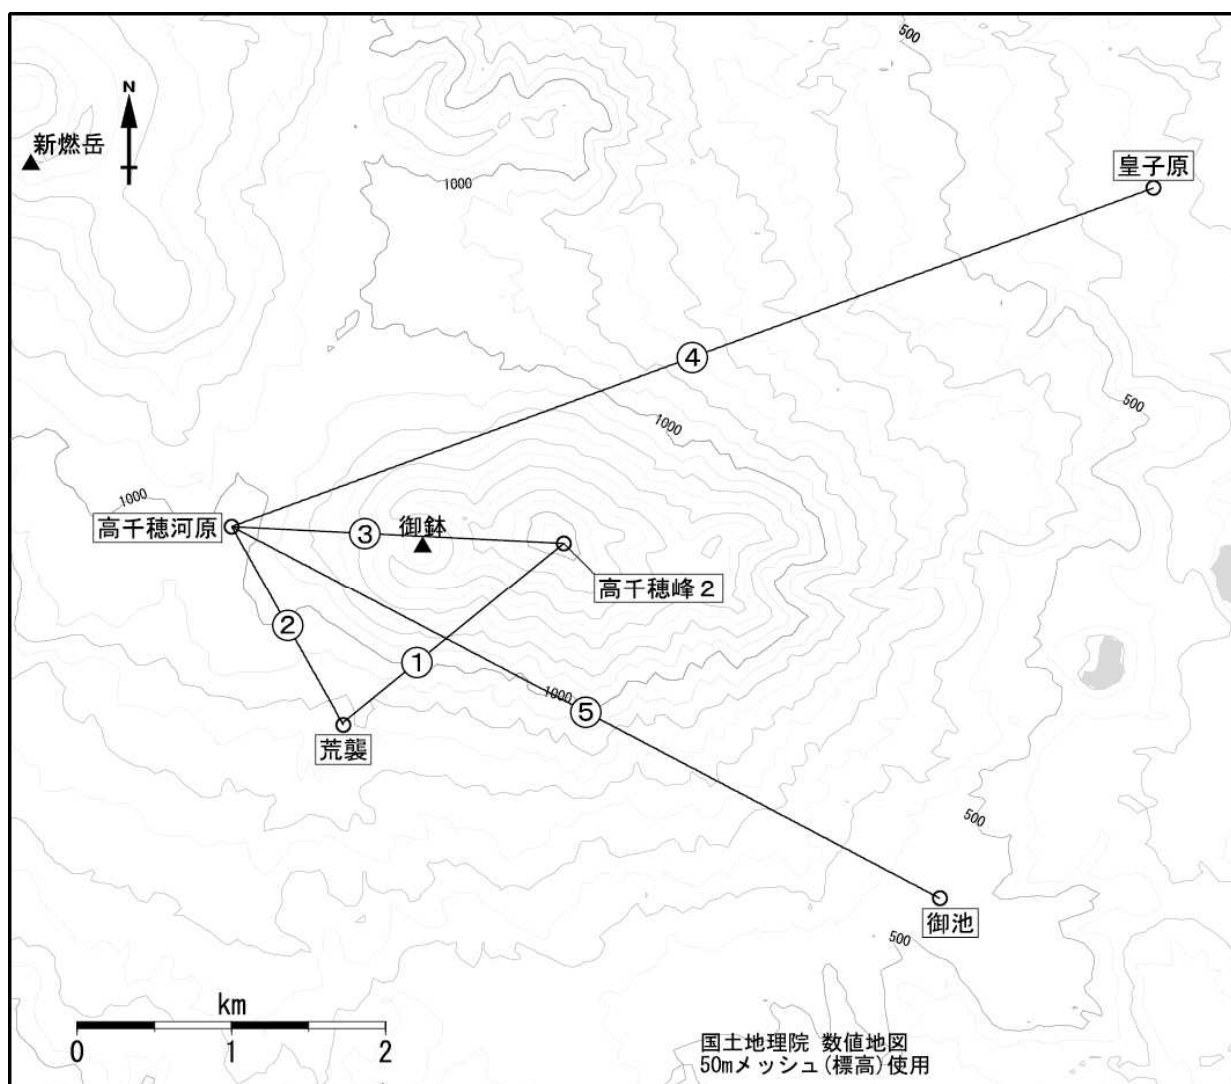 500
N
新燃岳
皇子原
1000
④
500
1000
1000
高千穂河原
③
御鉢
高千穂峰２
②
①
1000
⑤
荒襲
500
御池
500
km
0 1 2
国土地理院 数値地図
50mメッシュ(標高)使用